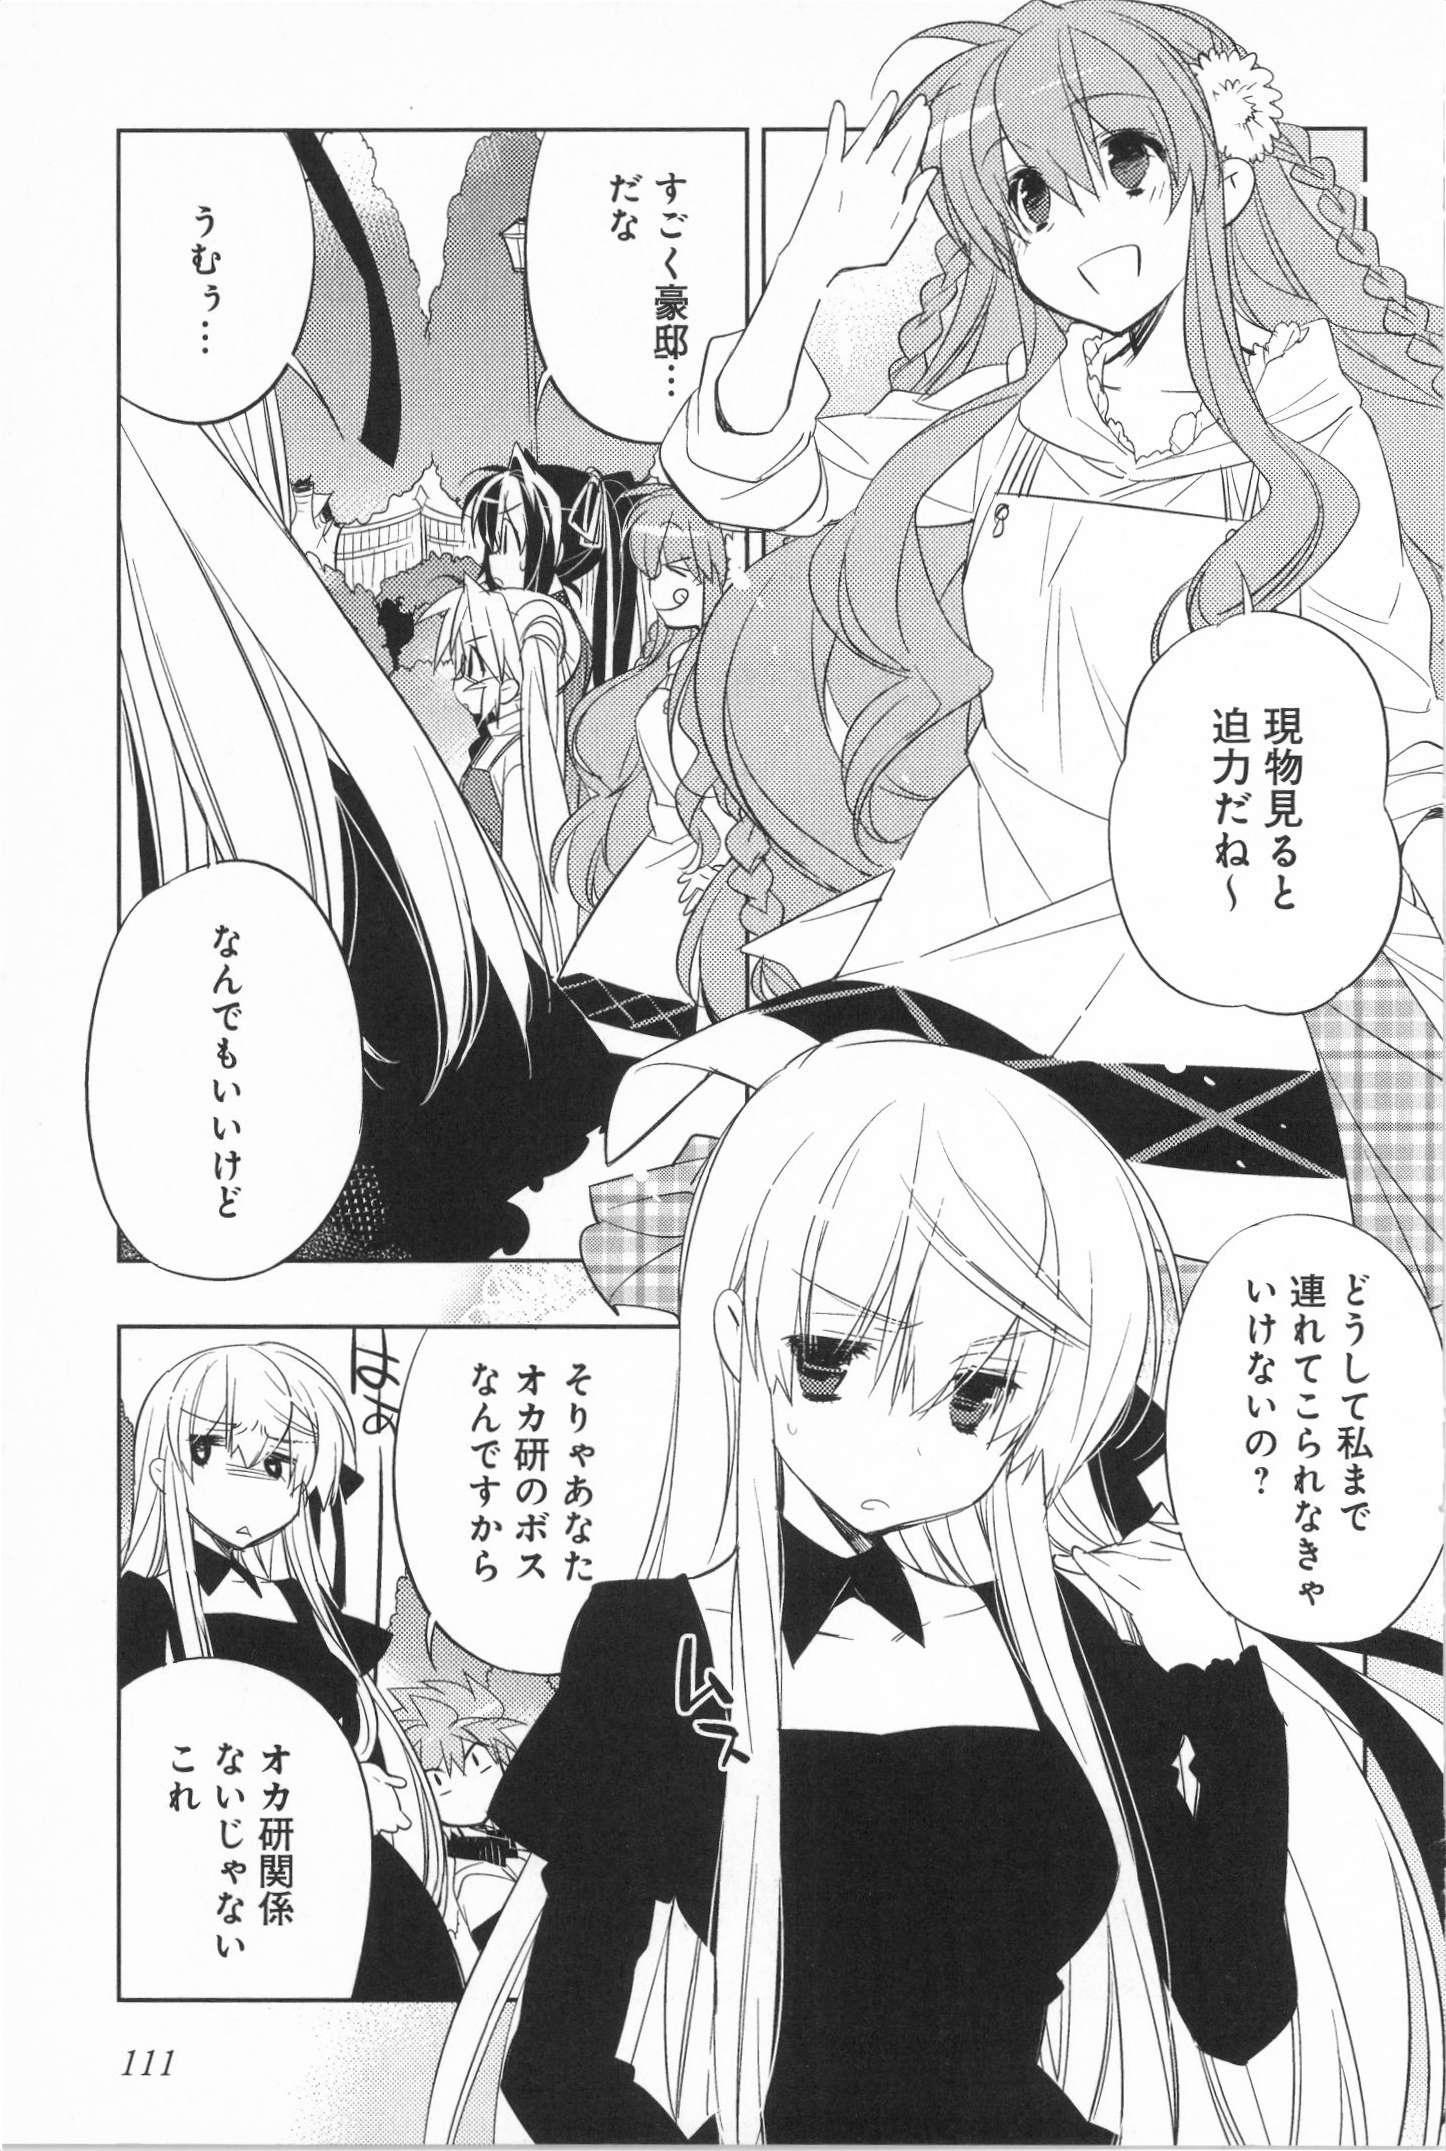 現物見ると
迫力だね～
すごく豪邸…
だな
うむぅ…
なんでもいいけど
どうして私まで
連れてこられなきゃ
いけないの？
ムス
そりゃあなた
オカ研のボス
なんですから
はぁ
オカ研関係
ないじゃない
これ
111